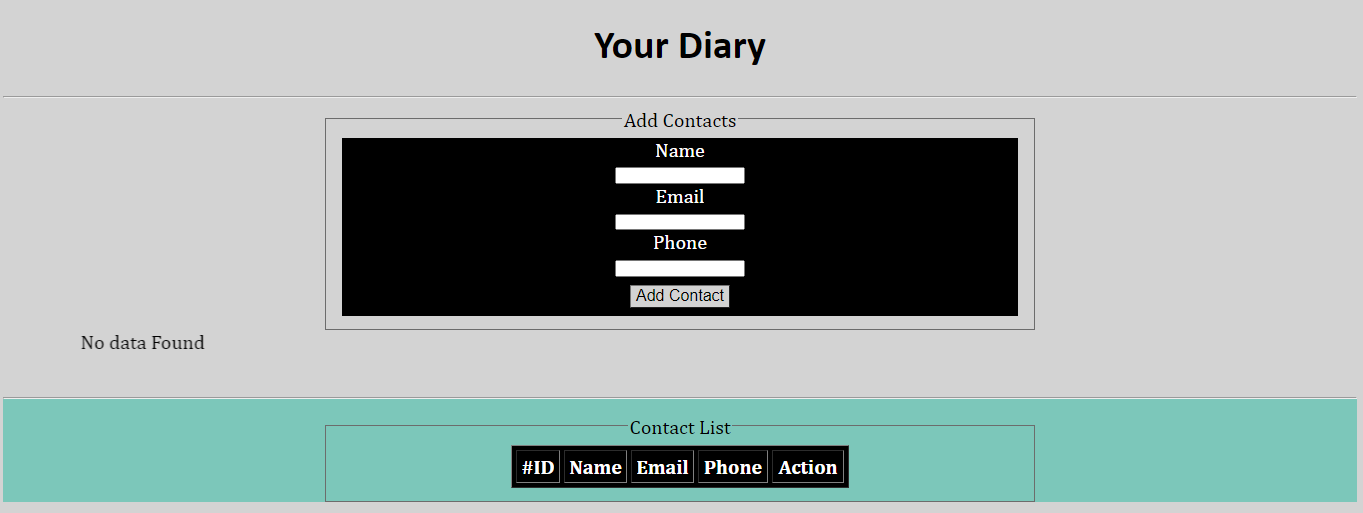 Your Diary
Add Contacts
Name
Email
Phone
Add Contact
No data Found
Contact List
#ID Name Email Phone Action